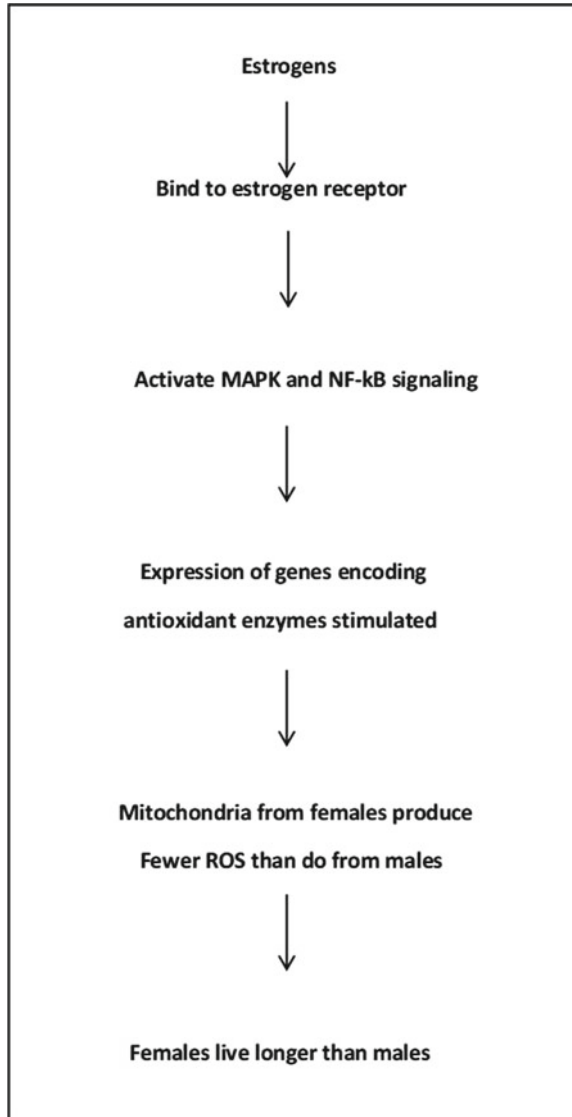 Estrogens
Bind to estrogen receptor
Activate MAPK and NF-kB signaling
Expression of genes encoding
antioxidant enzymes stimulated
Mitochondria from females produce
Fewer ROS than do from males
Females live longer than males